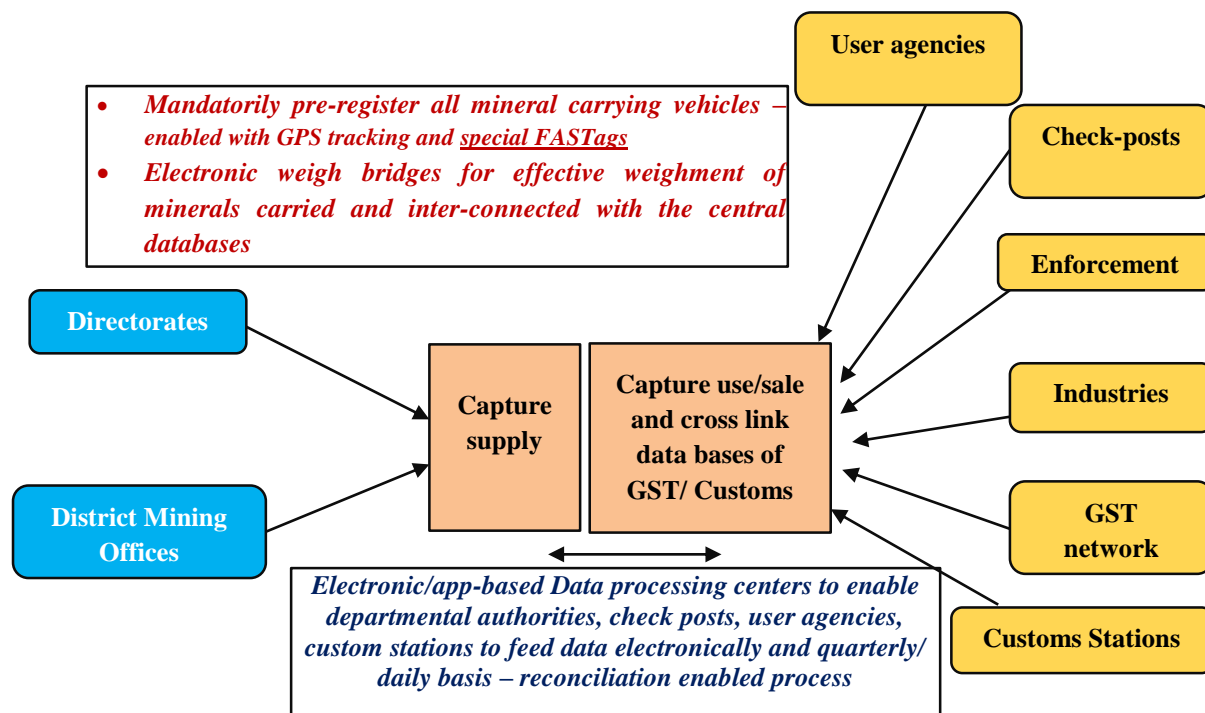 User agencies
• Mandatorily pre-register all mineral carrying vehicles –
enabled with GPS tracking and special FASTags
• Electronic weigh bridges for effective weighment of
minerals carried and inter-connected with the central
databases
Check-posts
Enforcement
Directorates
Capture
supply
Capture use/sale
and cross link
data bases of
GST/ Customs
Industries
District Mining
Offices
GST
network
Electronic/app-based Data processing centers to enable
departmental authorities, check posts, user agencies,
custom stations to feed data electronically and quarterly/
daily basis – reconciliation enabled process
Customs Stations